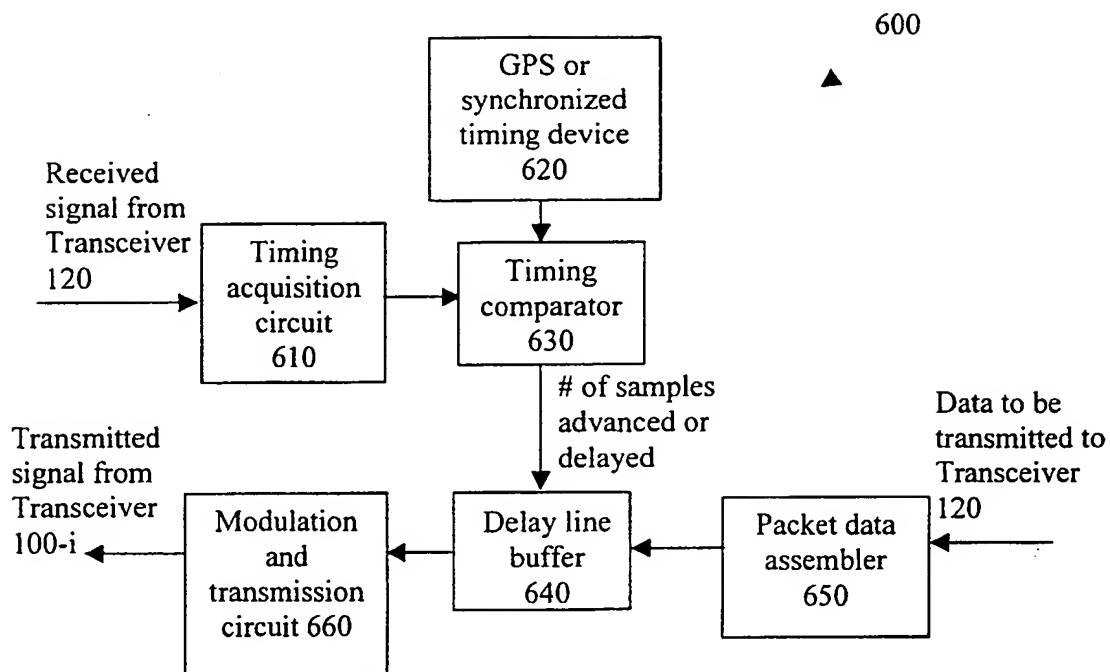 600
GPS or
synchronized
timing device
620
Received
signal from
Transceiver
120
Timing
acquisition
circuit
610
Timing
comparator
630
# of samples
advanced or
delayed
Data to be
transmitted to
Transceiver
120
Transmitted
signal from
Transceiver
100-i
Modulation
and
transmission
circuit 660
Delay line
buffer
640
Packet data
assembler
650